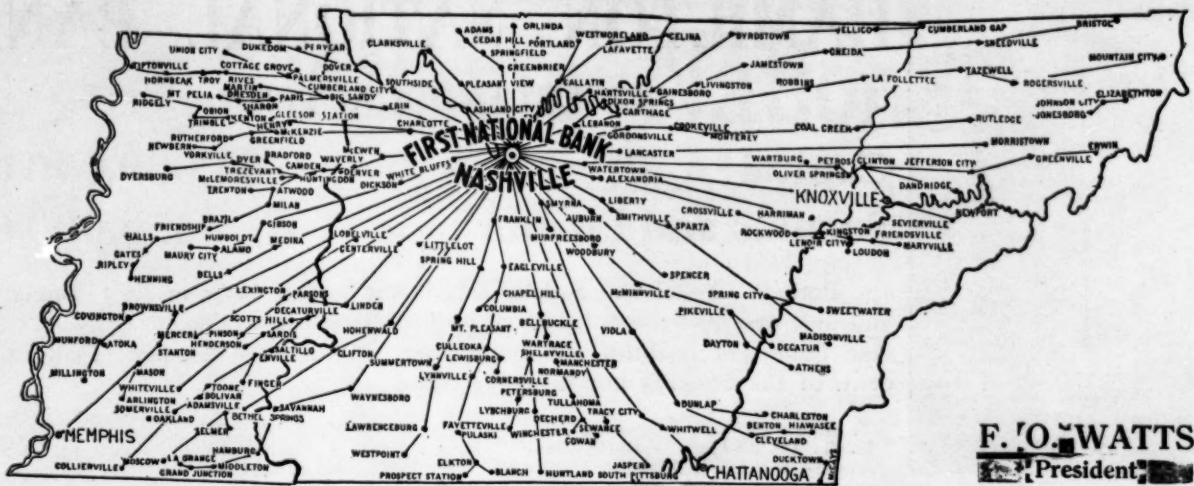 ORLINDA
ADAMS
CEDAR HILL
PORTLAND
WESTMORELAND
CELINA
BYRDSTOWN
JELLICO
CUMBERLAND GAP
BRISTOL
CLARKSVILLE
SPRINGFIELD
LAFAYETTE
ONEIDA
SNEEDVILLE
DUKEDOM
PURYEAR
GREENBRIER
JAMESTOWN
MOUNTAIN CITY
UNION CITY
COTTAGE GROVE
DOVER
PLEASANT VIEW
GALLATIN
LIVINGSTON
ROBBINS
LA FOLLETTE
TAZEWELL
ROGERSVILLE
HORNBEAK
TROY
RIVES
PALMERSVILLE
SOUTHSIDE
HARTSVILLE
GAINESBORO
MARTIN
CUMBERLAND CITY
MT PELIA
DRESDEN
PARIS
BIG SANDY
DIXON SPRINGS
ELIZABETHTON
RIDGELY
SHARON
ERIN
ASHLAND CITY
CARTHAGE
JOHNSON CITY
JONESBORO
OBION
TRIMBLE
KENTON
GLEESON STATION
HENRY
CHARLOTTE
LEBANON
GORDONSVILLE
COOKEVILLE
MONTEREY
COAL CREEK
RUTLEDGE
RUTHERFORD
MCKENZIE
GREENFIELD
NEWBERN
FIRST NATIONAL BANK
NASHVILLE
LANCASTER
MORRISTOWN
ERWIN
YORKVILLE
DYER
BRADFORD
WAVERLY
MCEWEN
WARTBURG
PETROS
CLINTON
JEFFERSON CITY
GREENVILLE
DYERSBURG
TREZEVANT
CAMDEN
DENVER
WHITE BLUFFS
WATERTOWN
ALEXANDRIA
OLIVER SPRINGS
MCLEMORESVILLE
HUNTINGDON
DICKSON
DANDRIDGE
TRENTON
ATWOOD
SMYRNA
LIBERTY
KNOXVILLE
MILAN
AUBURN
SMITHVILLE
CROSSVILLE
HARRIMAN
NEWPORT
BRAZIL
GIBSON
FRANKLIN
SPARTA
SEVIERVILLE
FRIENDSHIP
LOBELVILLE
MURFREESBORO
ROCKWOOD
KINGSTON
FRIENDSVILLE
HALLS
HUMBOLDT
MEDINA
CENTERVILLE
LITTLELOT
WOODBURY
LENOIR CITY
MARYVILLE
GATES
MAURY CITY
ALAMO
LOUDON
RIPLEY
SPRING HILL
EAGLEVILLE
HENNING
BELLS
SPENCER
LEXINGTON
PARSONS
CHAPEL HILL
MCMINNVILLE
SPRING CITY
BROWNSVILLE
DECATURVILLE
LINDEN
COLUMBIA
PIKEVILLE
SWEETWATER
COVINGTON
SCOTTS HILL
BELLBUCKLE
MERCER
PINSON
SARDIS
HOHENWALD
MT. PLEASANT
VIOLA
MADISONVILLE
MUNFORD
ATOKA
HENDERSON
WARTRACE
STANTON
SALTILLO
CLIFTON
CULLEOKA
SHELBYVILLE
DAYTON
DECATUR
ENVILLE
SUMMERTOWN
LEWISBURG
MANCHESTER
MASON
LYNNVILLE
NORMANDY
ATHENS
MILLINGTON
CORNERSVILLE
WHITEVILLE
TOONE
FINGER
WAYNESBORO
PETERSBURG
ARLINGTON
BOLIVAR
TULLAHOMA
SOMERVILLE
ADAMSVILLE
SAVANNAH
LYNCHBURG
TRACY CITY
DUNLAP
OAKLAND
BETHEL SPRINGS
DECHERD
CHARLESTON
MEMPHIS
SELMER
LAWRENCEBURG
FAYETTEVILLE
WINCHESTER
SEWANEE
WHITWELL
BENTON
HIAWASEE
PULASKI
COWAN
CLEVELAND
F. O. WATTS
President
HAMBURG
WESTPOINT
MOSCOW
LA GRANGE
ELKTON
JASPER
DUCKTOWN
COLLIERVILLE
MIDDLETON
GRAND JUNCTION
PROSPECT STATION
BLANCH
HUNTLAND
SOUTH PITTSBURG
CHATTANOOGA